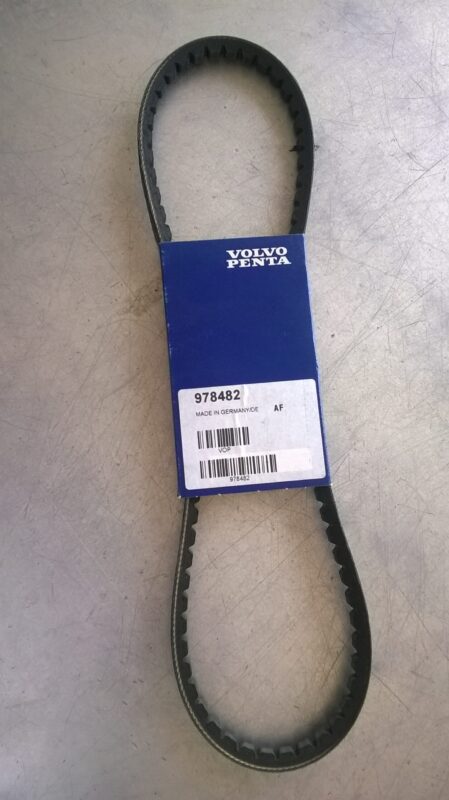 VOLVO
PENTA
978482
MADE IN GERMANY/DE AF
VOP
978482